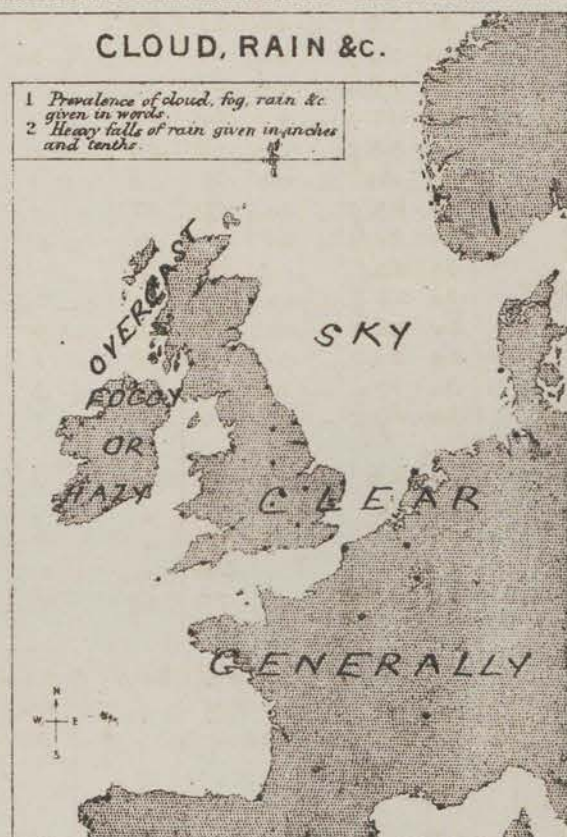 CLOUD, RAIN &c.
1 Prevalence of cloud, fog, rain &c
given in words.
2 Heavy falls of rain given in inches
and tenths.
OVERCAST
SKY
FOGGY
OR
HAZY
CLEAR
GENERALLY
N
W E
S